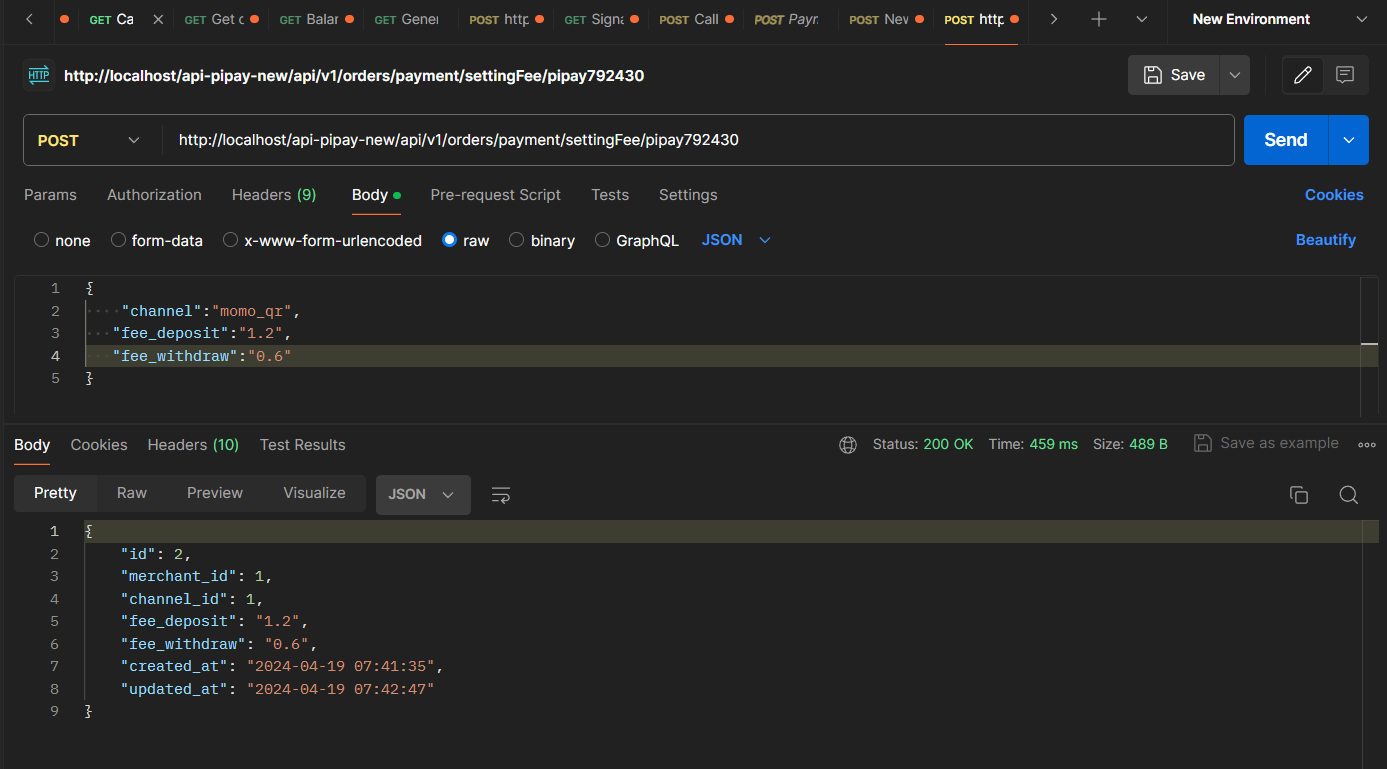 GET Ca GET Get c GET Balar GET Gener POST http GET Signa POST Call POST Paym POST Nev POST http New Environment
HTTP http://localhost/api-pipay-new/api/v1/orders/payment/settingFee/pipay792430 Save
POST http://localhost/api-pipay-new/api/v1/orders/payment/settingFee/pipay792430 Send
Params Authorization Headers (9) Body Pre-request Script Tests Settings Cookies
none form-data x-www-form-urlencoded raw binary GraphQL JSON Beautify
1 {
2 "channel":"momo_qr",
3 "fee_deposit":"1.2",
4 "fee_withdraw":"0.6"
5 }
Body Cookies Headers (10) Test Results Status: 200 OK Time: 459 ms Size: 489 B Save as example
Pretty Raw Preview Visualize JSON
1 {
2 "id": 2,
3 "merchant_id": 1,
4 "channel_id": 1,
5 "fee_deposit": "1.2",
6 "fee_withdraw": "0.6",
7 "created_at": "2024-04-19 07:41:35",
8 "updated_at": "2024-04-19 07:42:47"
9 }